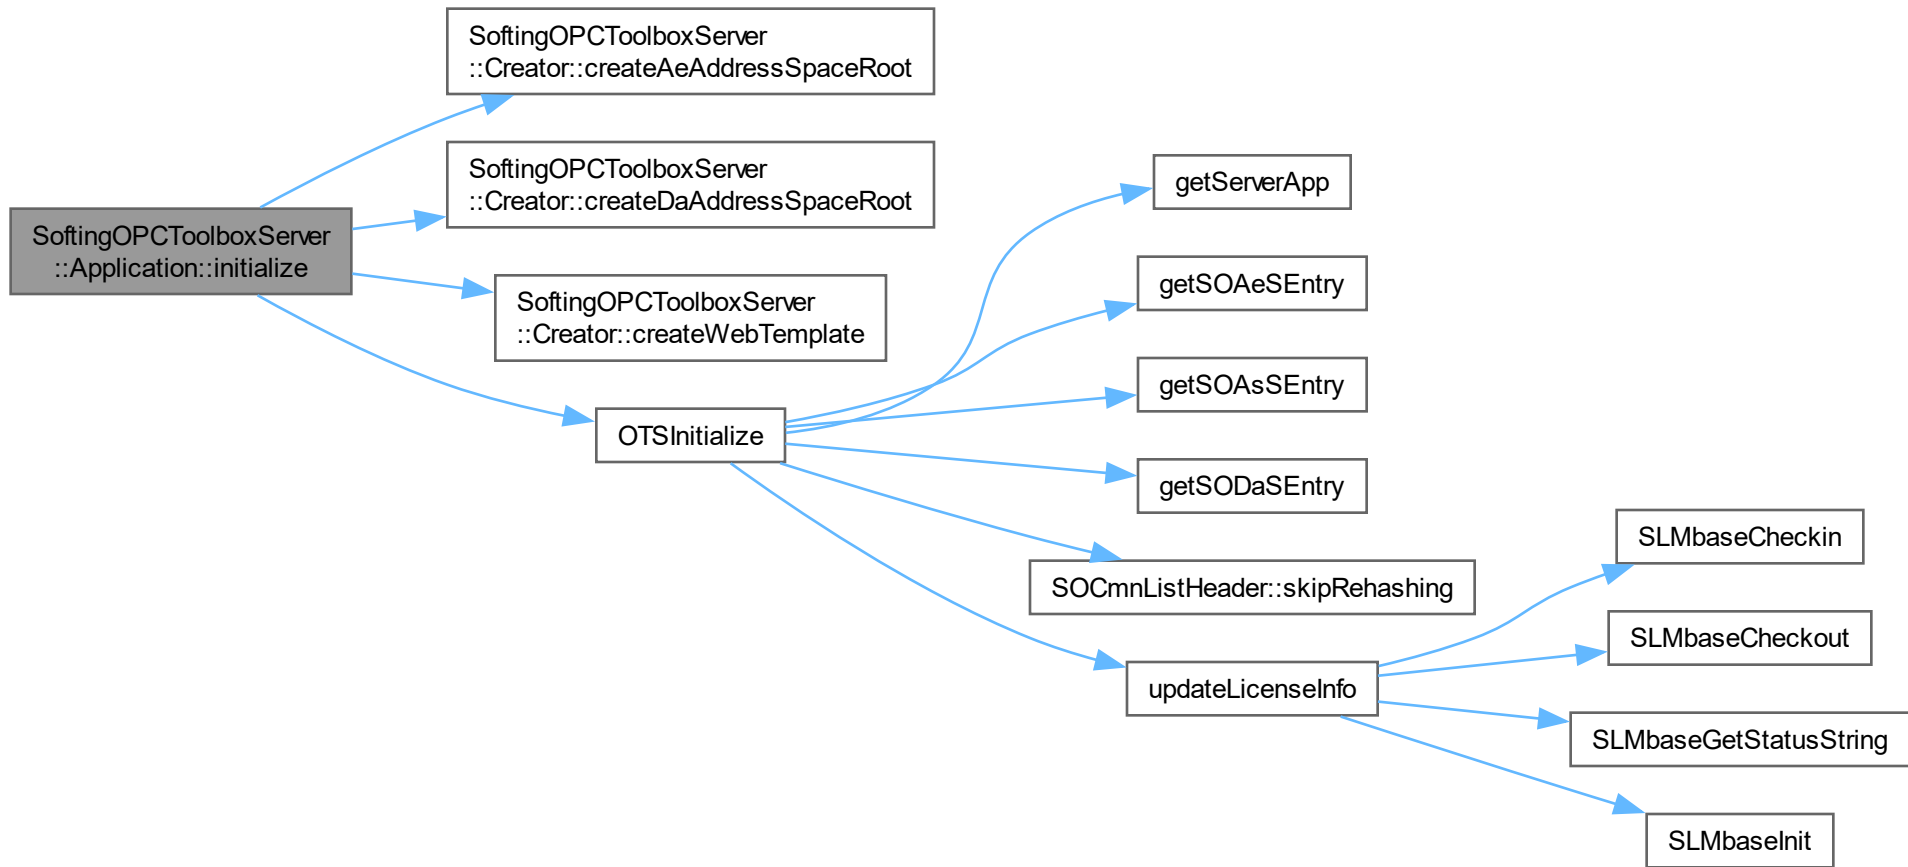 SoftingOPCToolboxServer
::Application::initialize
SoftingOPCToolboxServer
::Creator::createAeAddressSpaceRoot
SoftingOPCToolboxServer
::Creator::createDaAddressSpaceRoot
SoftingOPCToolboxServer
::Creator::createWebTemplate
OTSInitialize
getServerApp
getSOAeSEntry
getSOAsSEntry
getSODaSEntry
SOCmnListHeader::skipRehashing
updateLicenseInfo
SLMbaseCheckin
SLMbaseCheckout
SLMbaseGetStatusString
SLMbaseInit